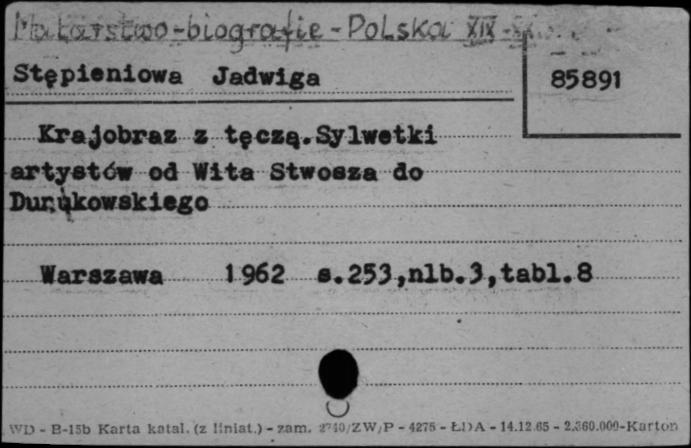 Malarstwo-biografie - Polska XIX -
Stępieniowa Jadwiga
85891
Krajobraz z tęczą.Sylwetki
artystów od Wita Stwosza do
Dunikowskiego
Warszawa 1962 s.253,nlb.3,tabl.8
WD - B-15b Karta katal. (z liniat.) - zam. 2740/ZW/P - 4275 - ŁDA - 14.12.65 - 2.360.000-Karton